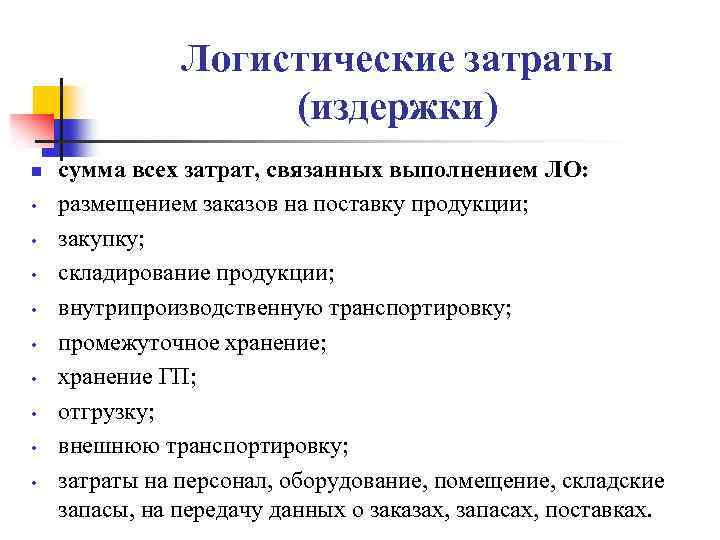 Логистические затраты
(издержки)
сумма всех затрат, связанных выполнением ЛО:
размещением заказов на поставку продукции;
закупку;
складирование продукции;
внутрипроизводственную транспортировку;
промежуточное хранение;
хранение ГП;
отгрузку;
внешнюю транспортировку;
затраты на персонал, оборудование, помещение, складские
запасы, на передачу данных о заказах, запасах, поставках.